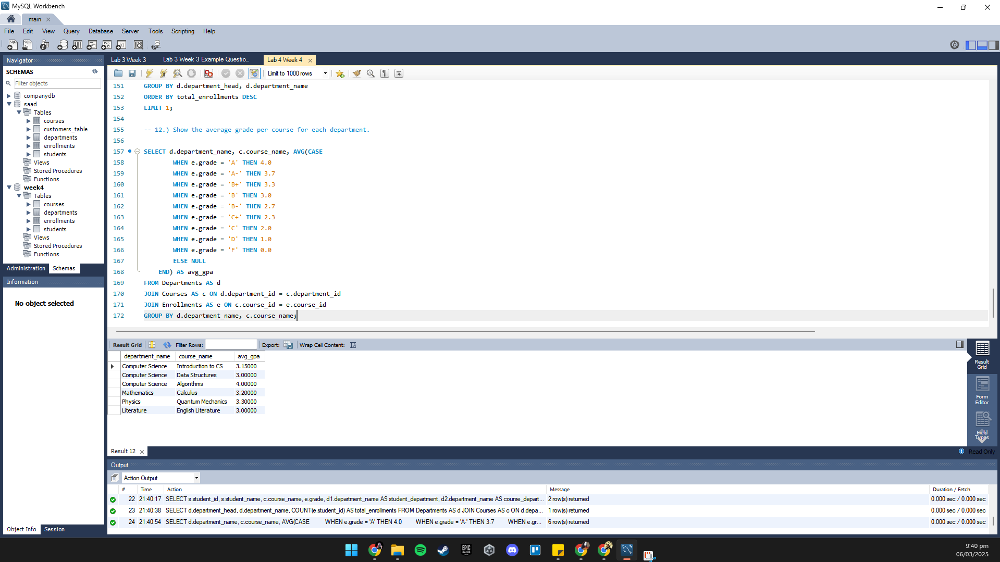 MySQL Workbench
main
File Edit View Query Database Server Tools Scripting Help
Navigator
SCHEMAS
Filter objects
companydb
saad
Tables
courses
customers_table
departments
enrollments
students
Views
Stored Procedures
Functions
week4
Tables
courses
departments
enrollments
students
Views
Stored Procedures
Functions
Administration Schemas
Information
No object selected
Object Info Session
Lab 3 Week 3 Lab 3 Week 3 Example Questio... Lab 4 Week 4
Limit to 1000 rows
151 GROUP BY d.department_head, d.department_name
152 ORDER BY total_enrollments DESC
153 LIMIT 1;
154
155 -- 12.) Show the average grade per course for each department.
156
157 SELECT d.department_name, c.course_name, AVG(CASE
158 WHEN e.grade = 'A' THEN 4.0
159 WHEN e.grade = 'A-' THEN 3.7
160 WHEN e.grade = 'B+' THEN 3.3
161 WHEN e.grade = 'B' THEN 3.0
162 WHEN e.grade = 'B-' THEN 2.7
163 WHEN e.grade = 'C+' THEN 2.3
164 WHEN e.grade = 'C' THEN 2.0
165 WHEN e.grade = 'D' THEN 1.0
166 WHEN e.grade = 'F' THEN 0.0
167 ELSE NULL
168 END) AS avg_gpa
169 FROM Departments AS d
170 JOIN Courses AS c ON d.department_id = c.department_id
171 JOIN Enrollments AS e ON c.course_id = e.course_id
172 GROUP BY d.department_name, c.course_name;
Result Grid Filter Rows: Export: Wrap Cell Content:
department_name course_name avg_gpa
Computer Science Introduction to CS 3.15000
Computer Science Data Structures 3.00000
Computer Science Algorithms 4.00000
Mathematics Calculus 3.20000
Physics Quantum Mechanics 3.30000
Literature English Literature 3.00000
Result
Grid
Form
Editor
Field
Types
Result 12
Read Only
Output
Action Output
# Time Action Message Duration / Fetch
22 21:40:17 SELECT s.student_id, s.student_name, c.course_name, e.grade, d1.department_name AS student_department, d2.department_name AS course_depart... 2 row(s) returned 0.000 sec / 0.000 sec
23 21:40:38 SELECT d.department_head, d.department_name, COUNT(e.student_id) AS total_enrollments FROM Departments AS d JOIN Courses AS c ON d.depa... 1 row(s) returned 0.000 sec / 0.000 sec
24 21:40:54 SELECT d.department_name, c.course_name, AVG(CASE WHEN e.grade = 'A' THEN 4.0 WHEN e.grade = 'A-' THEN 3.7 WHEN e.gr... 6 row(s) returned 0.000 sec / 0.000 sec
EPIC
GAMES
9:40 pm
06/03/2025